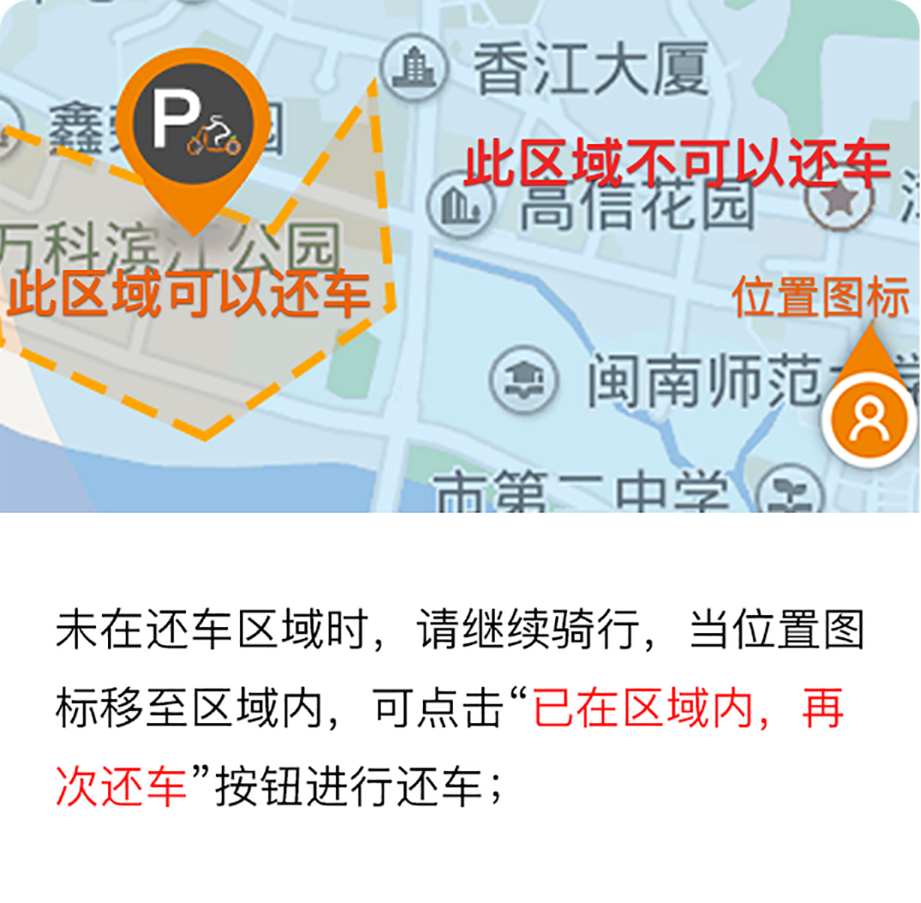 香江大厦
P
鑫
此区域不可以还车
高信花园
万科滨江公园
此区域可以还车
位置图标
闽南师范大学
市第二中学
未在还车区域时，请继续骑行，当位置图
标移至区域内，可点击“已在区域内，再
次还车”按钮进行还车；